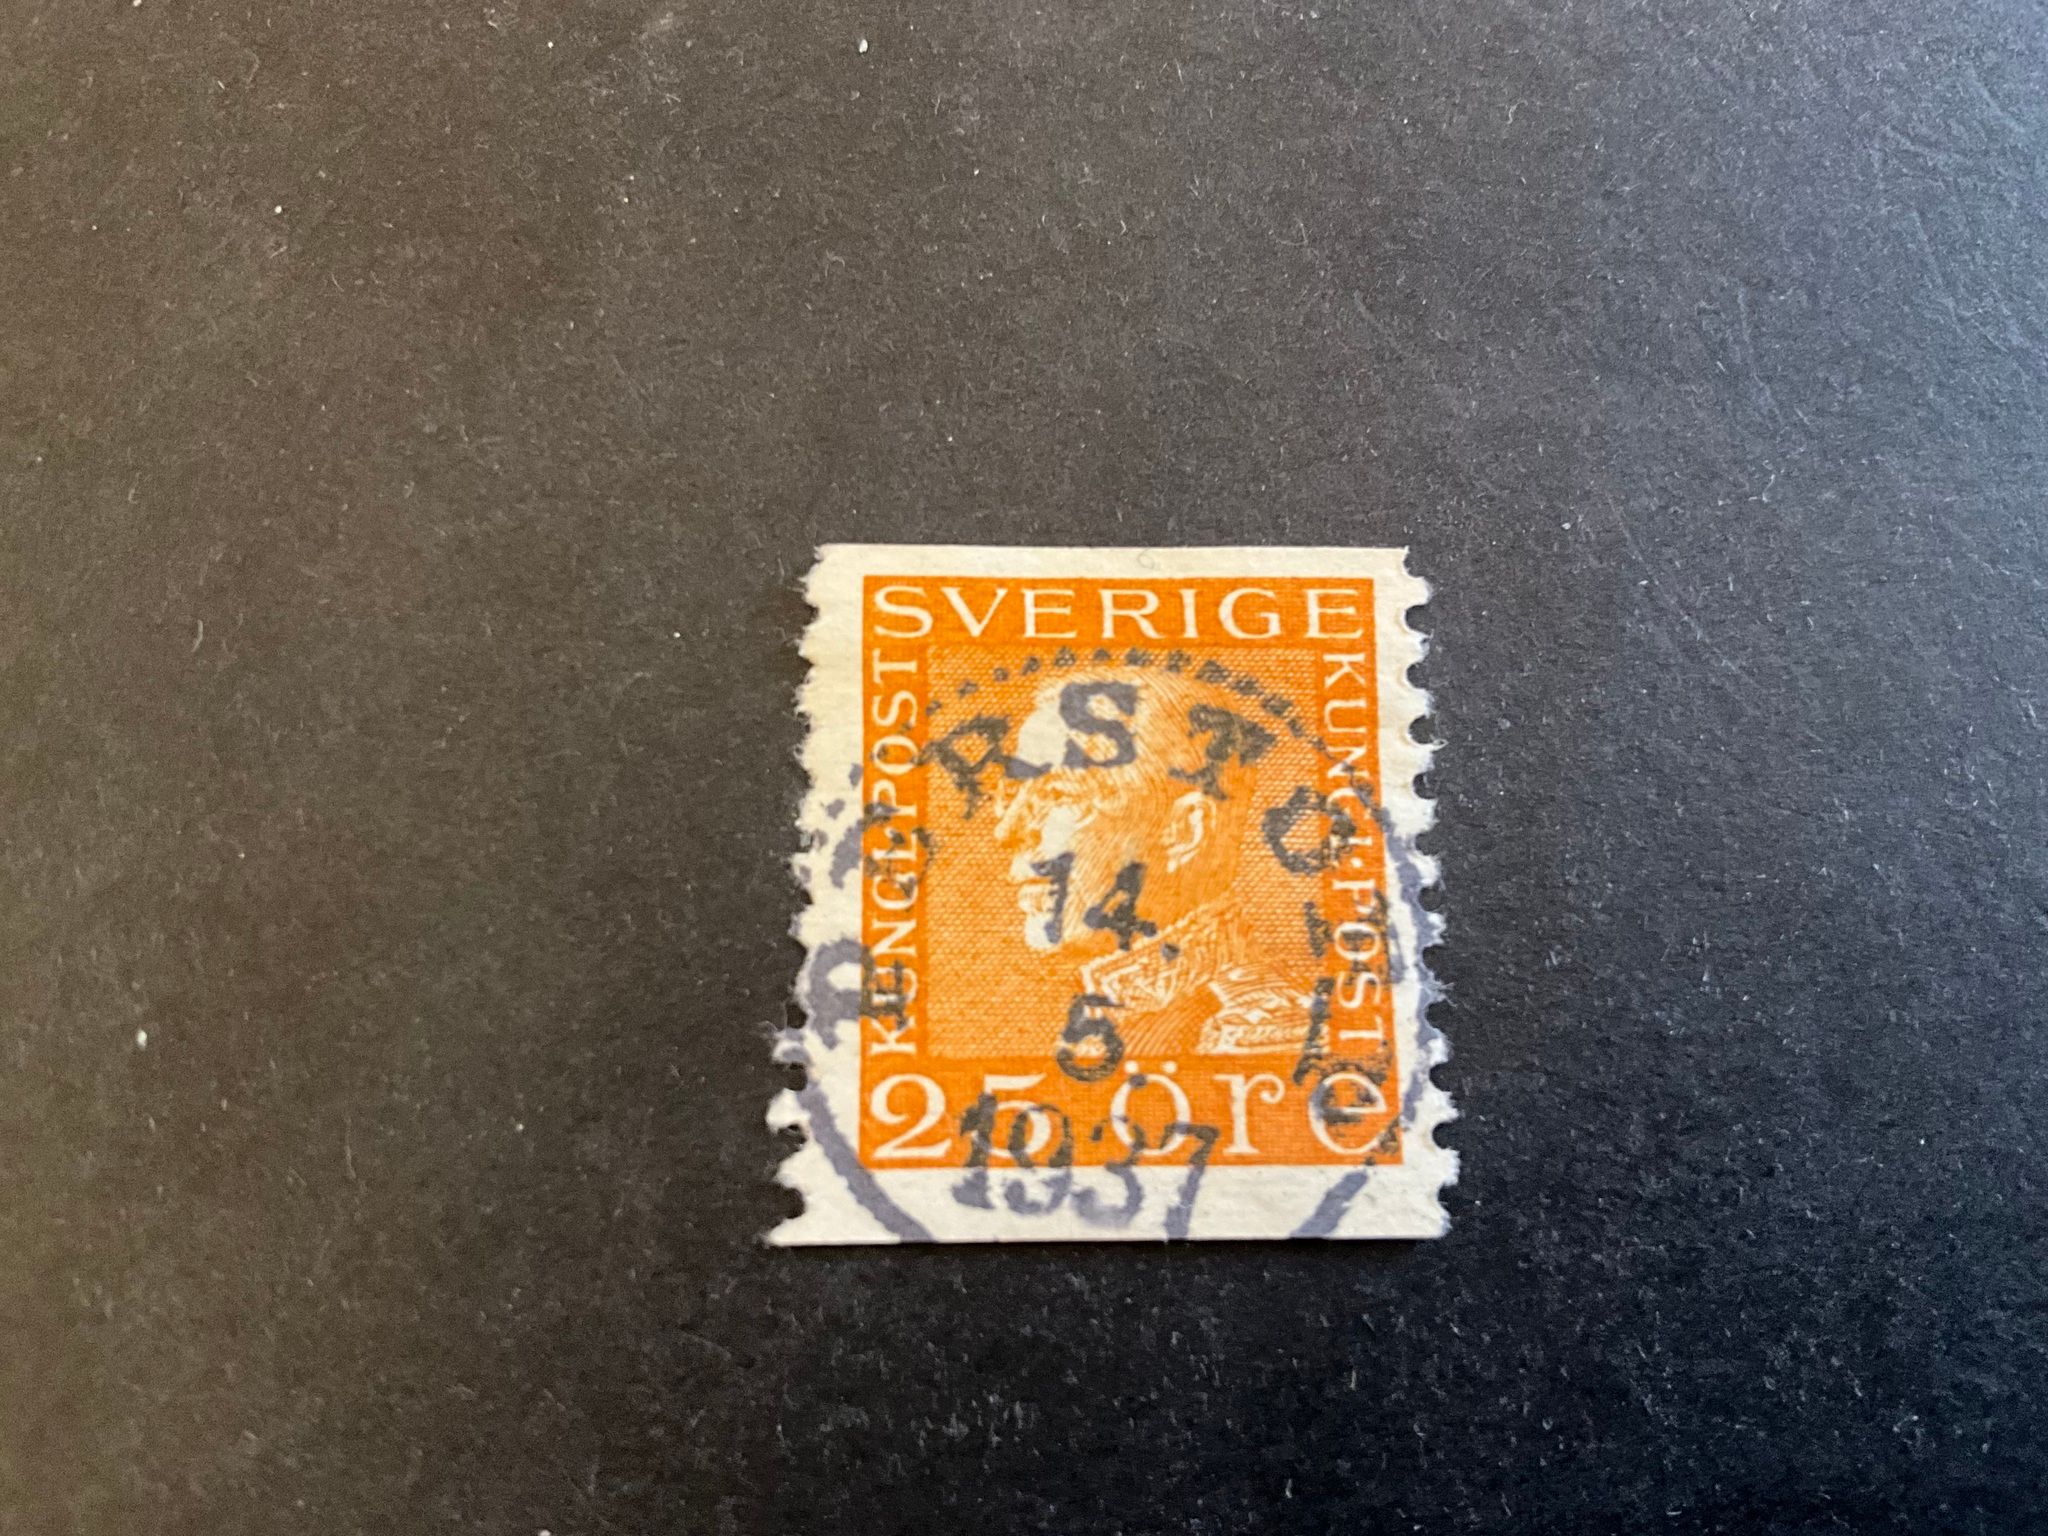 SVERIGE
KUNGL·POST
KUNGL·POST
14.
5.
1937
25 öre